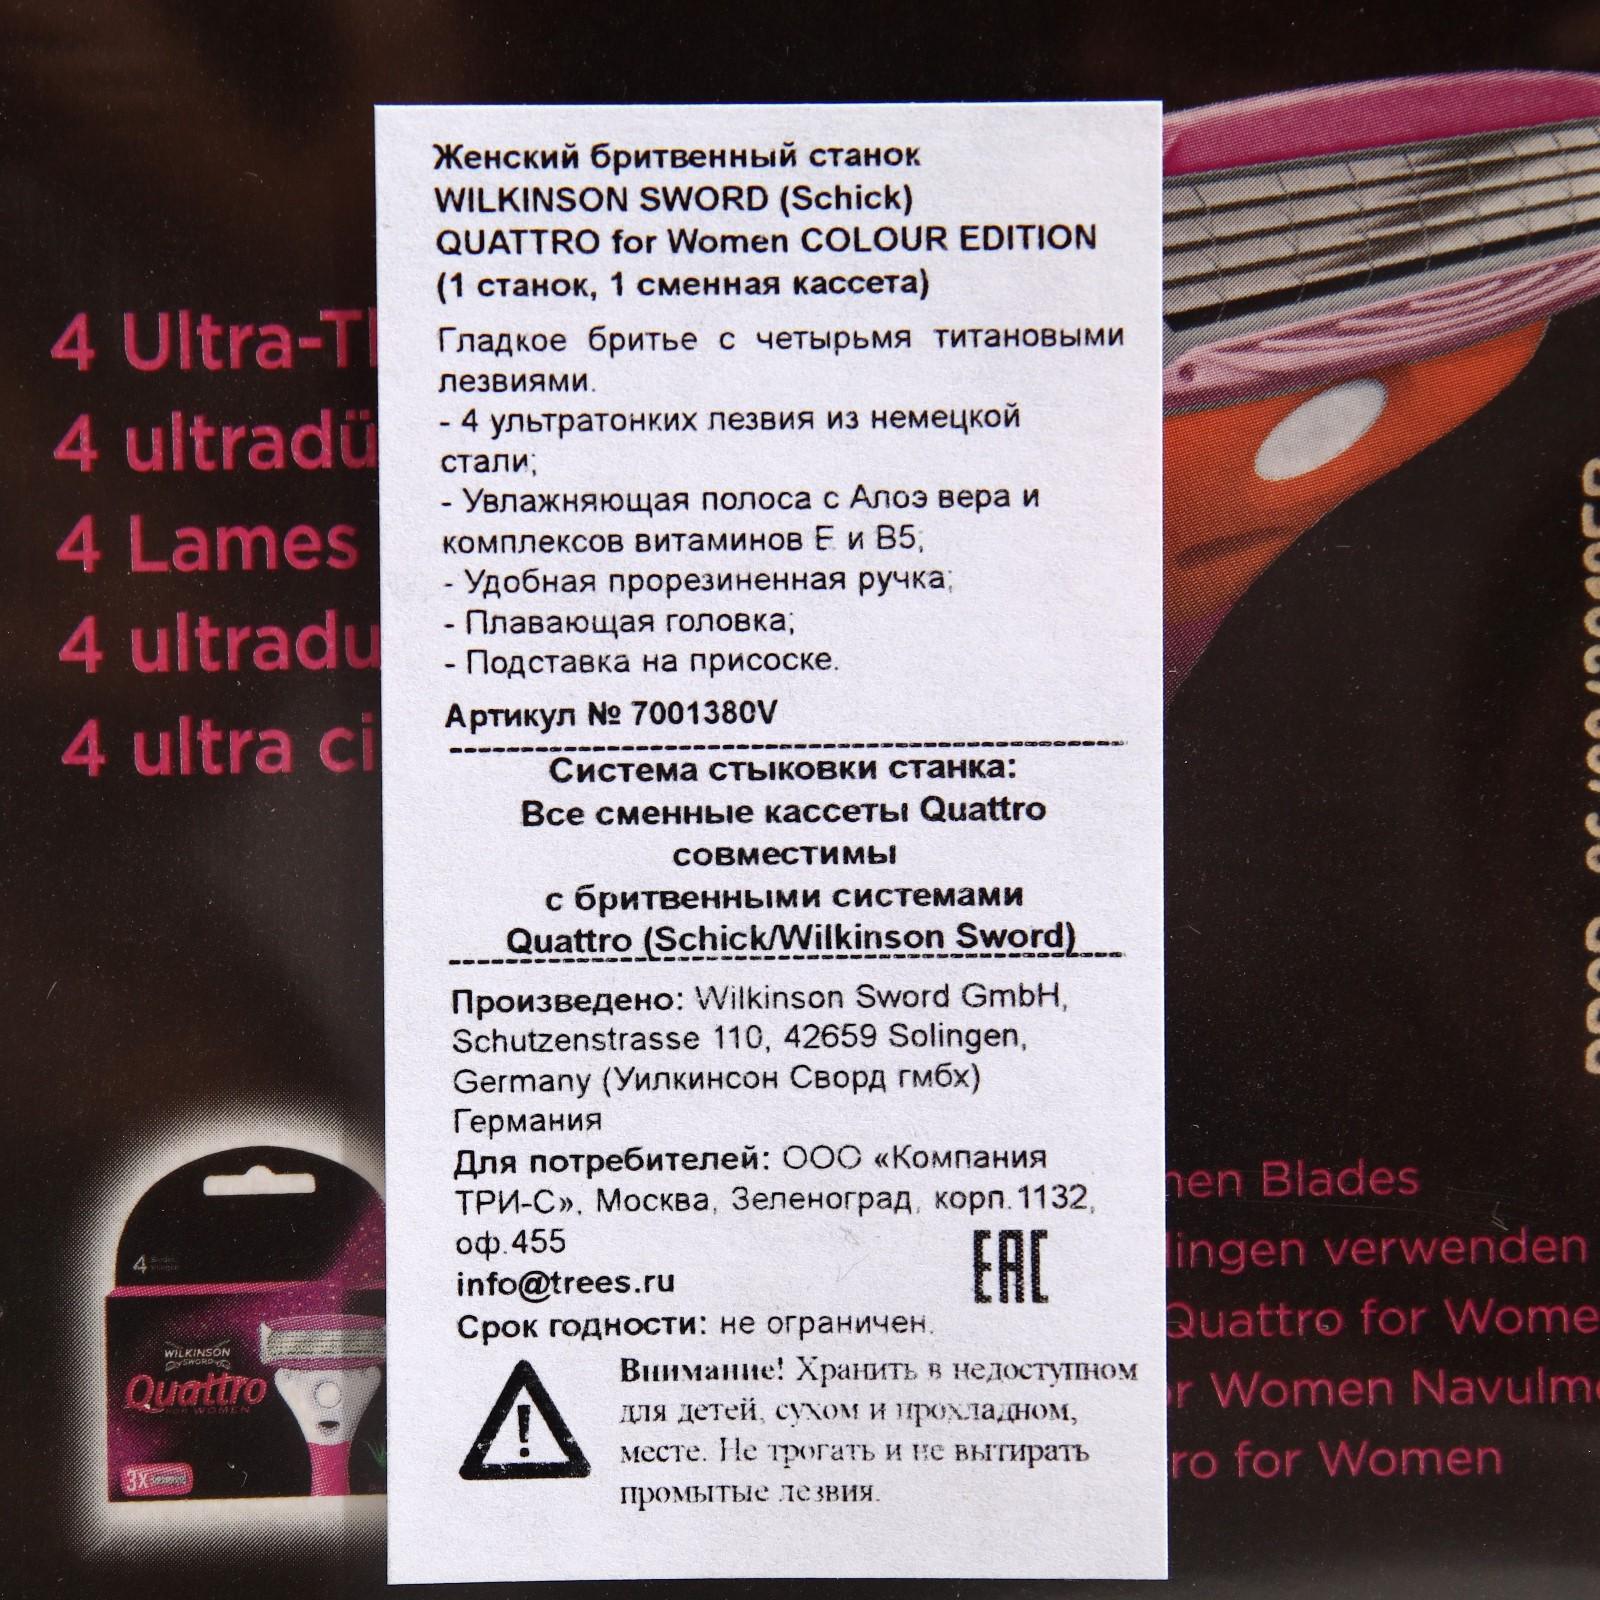 Женский бритвенный станок
WILKINSON SWORD (Schick)
QUATTRO for Women COLOUR EDITION
(1 станок, 1 сменная кассета)
Гладкое бритье с четырьмя титановыми
лезвиями.
- 4 ультратонких лезвия из немецкой
стали;
- Увлажняющая полоса с Алоэ вера и
комплексов витаминов Е и В5;
- Удобная прорезиненная ручка;
- Плавающая головка;
- Подставка на присоске.
Артикул № 7001380V
Система стыковки станка:
Все сменные кассеты Quattro
совместимы
с бритвенными системами
Quattro (Schick/Wilkinson Sword)
Произведено: Wilkinson Sword GmbH,
Schutzenstrasse 110, 42659 Solingen,
Germany (Уилкинсон Сворд гмбх)
Германия
Для потребителей: ООО «Компания
ТРИ-С», Москва, Зеленоград, корп.1132,
оф.455
info@trees.ru
EAC
Срок годности: не ограничен.
Внимание! Хранить в недоступном
для детей, сухом и прохладном,
месте. Не трогать и не вытирать
промытые лезвия.
4 Ultra-
4 ultradü
4 Lames
4 ultradu
4 ultra ci
4
WILKINSON
SWORD
Quattro
FOR WOMEN
3X
men Blades
lingen verwenden
Quattro for Wome
or Women Navulm
ro for Women